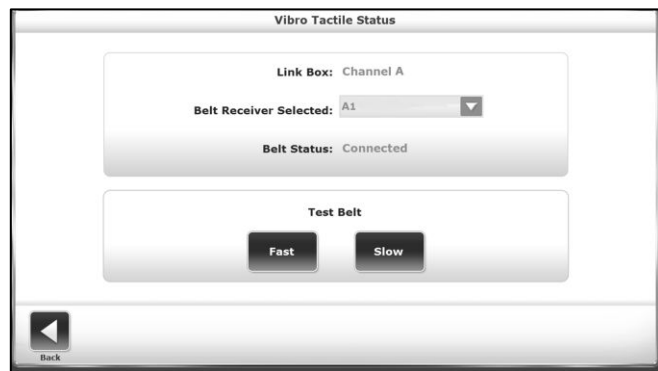 Vibro Tactile Status
Link Box: Channel A
Belt Receiver Selected: A1
Belt Status: Connected
Test Belt
Fast Slow
Back